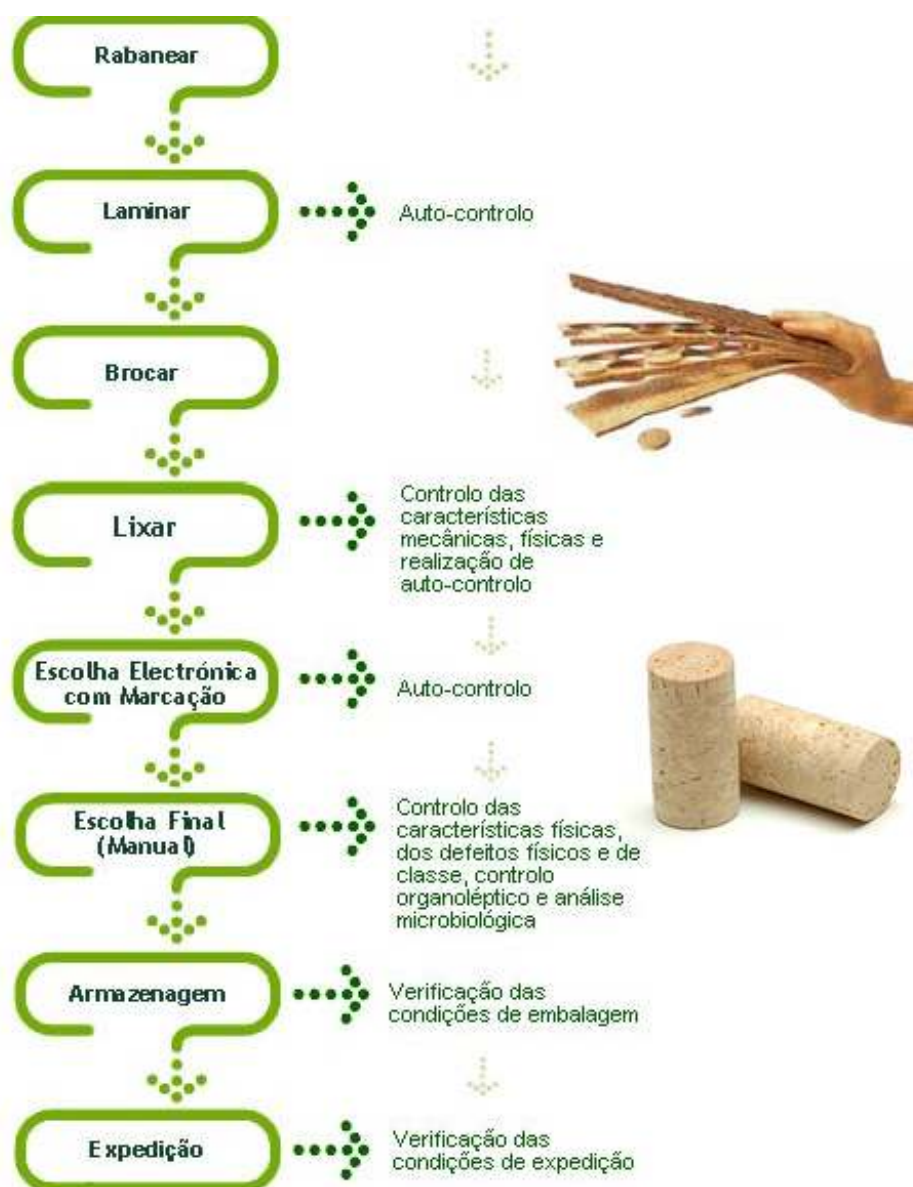 Rabanear
Laminar
Auto-controlo
Brocar
Lixar
Controlo das
características
mecânicas, físicas e
realização de
auto-controlo
Escolha Electrónica
com Marcação
Auto-controlo
Escolha Final
(Manual)
Controlo das
características físicas,
dos defeitos físicos e de
classe, controlo
organoléptico e análise
microbiológica
Armazenagem
Verificação das
condições de embalagem
Expedição
Verificação das
condições de expedição